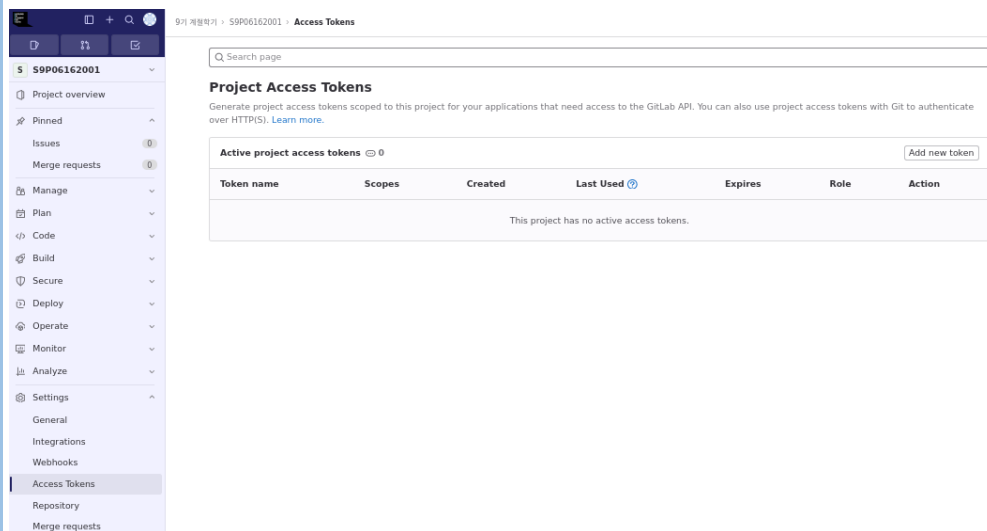 9기 계절학기 › S9P06162001 › Access Tokens
S S9P06162001
Project overview
Pinned
Issues 0
Merge requests 0
Manage
Plan
Code
Build
Secure
Deploy
Operate
Monitor
Analyze
Settings
General
Integrations
Webhooks
Access Tokens
Repository
Merge requests
Search page
Project Access Tokens
Generate project access tokens scoped to this project for your applications that need access to the GitLab API. You can also use project access tokens with Git to authenticate
over HTTP(S). Learn more.
Active project access tokens 0 Add new token
Token name Scopes Created Last Used Expires Role Action
This project has no active access tokens.